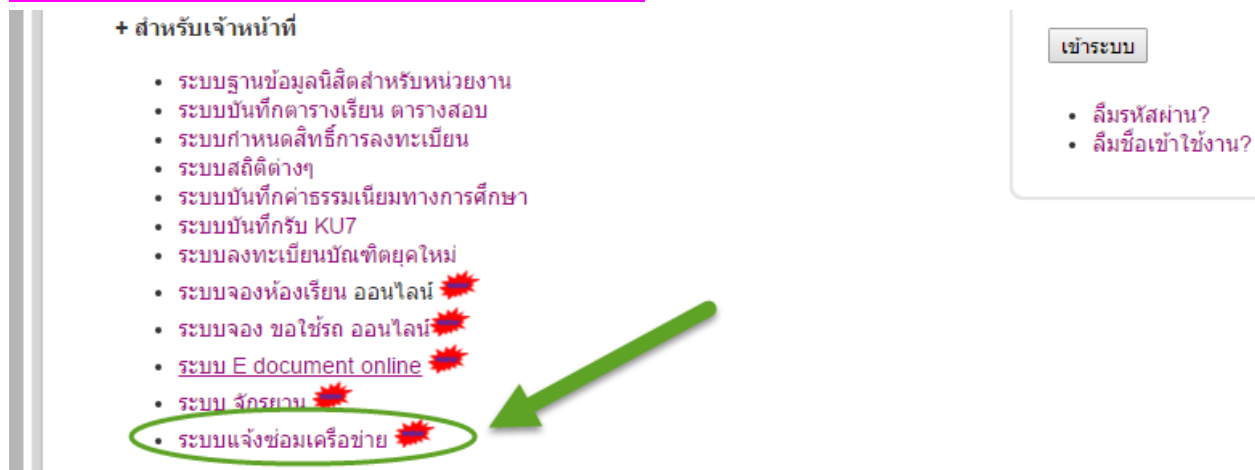 + สำหรับเจ้าหน้าที่
ระบบฐานข้อมูลนิสิตสำหรับหน่วยงาน
ระบบบันทึกตารางเรียน ตารางสอบ
ระบบกำหนดสิทธิ์การลงทะเบียน
ระบบสถิติต่างๆ
ระบบบันทึกค่าธรรมเนียมทางการศึกษา
ระบบบันทึกรับ KU7
ระบบลงทะเบียนบัณฑิตยุคใหม่
ระบบจองห้องเรียน ออนไลน์
ระบบจอง ขอใช้รถ ออนไลน์
ระบบ E document online
ระบบ จักรยาน
ระบบแจ้งซ่อมเครือข่าย
เข้าระบบ
ลืมรหัสผ่าน?
ลืมชื่อเข้าใช้งาน?